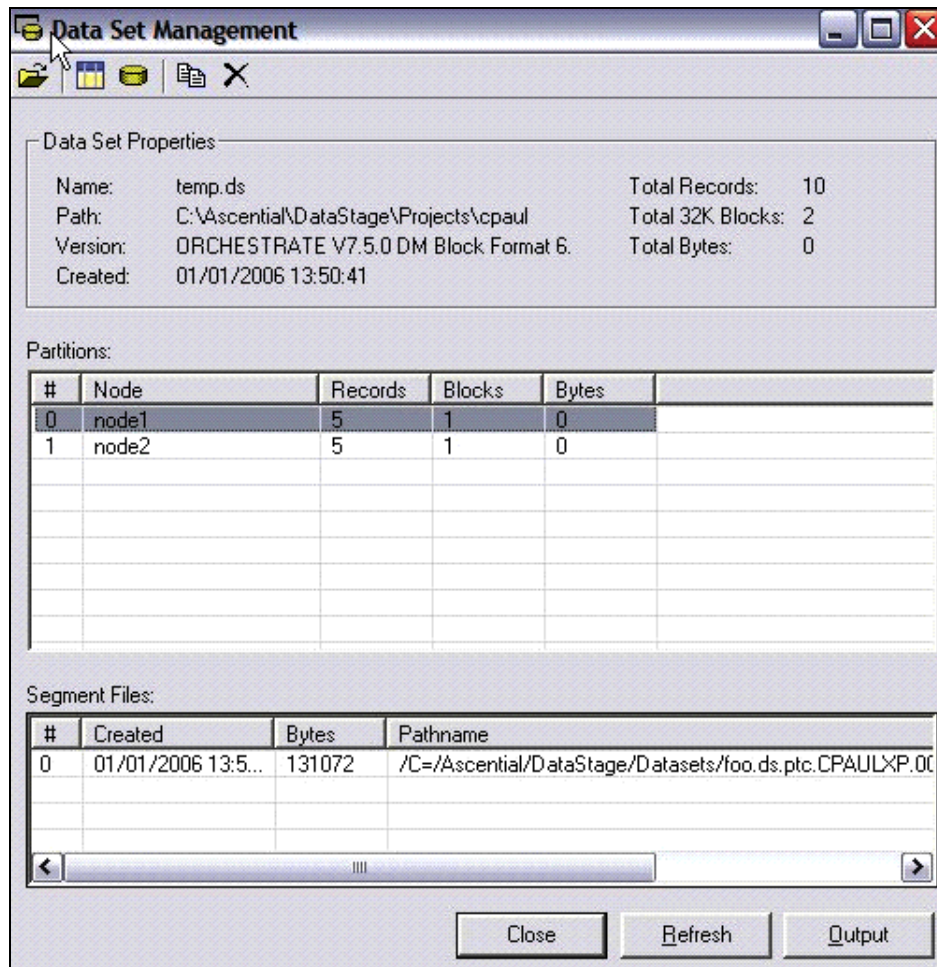 Data Set Management
Data Set Properties
Name: temp.ds Total Records: 10
Path: C:\Ascential\DataStage\Projects\cpaul Total 32K Blocks: 2
Version: ORCHESTRATE V7.5.0 DM Block Format 6. Total Bytes: 0
Created: 01/01/2006 13:50:41
Partitions:
# Node Records Blocks Bytes
0 node1 5 1 0
1 node2 5 1 0
Segment Files:
# Created Bytes Pathname
0 01/01/2006 13:5... 131072 /C=/Ascential/DataStage/Datasets/foo.ds.ptc.CPAULXP.00
Close Refresh Output